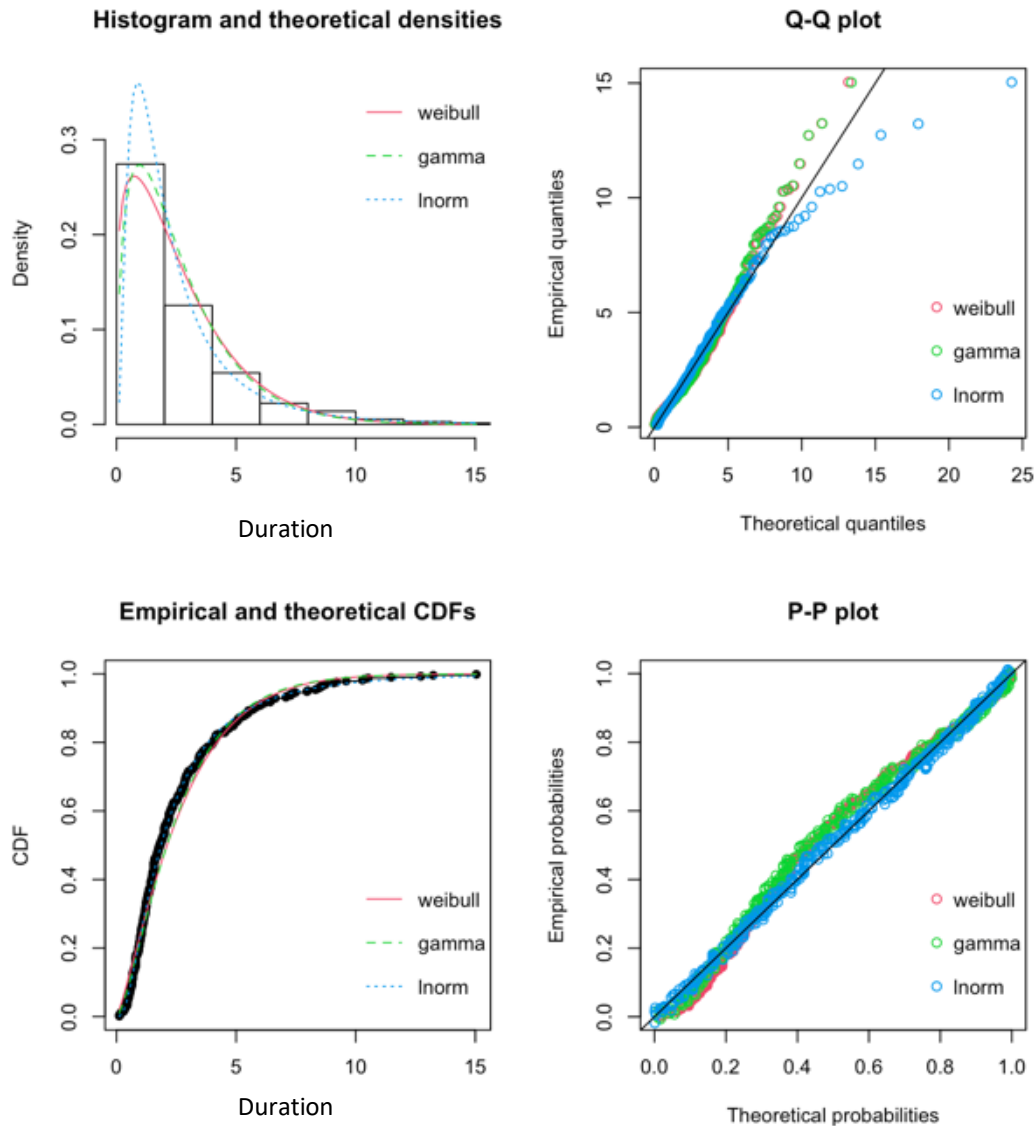 Histogram and theoretical densities
Density
0.0
0.1
0.2
0.3
weibull
gamma
lnorm
0
5
10
15
Duration
Q-Q plot
Empirical quantiles
0
5
10
15
weibull
gamma
lnorm
0
5
10
15
20
25
Theoretical quantiles
Empirical and theoretical CDFs
CDF
0.0
0.2
0.4
0.6
0.8
1.0
weibull
gamma
lnorm
0
5
10
15
Duration
P-P plot
Empirical probabilities
0.0
0.2
0.4
0.6
0.8
1.0
weibull
gamma
lnorm
0.0
0.2
0.4
0.6
0.8
1.0
Theoretical probabilities